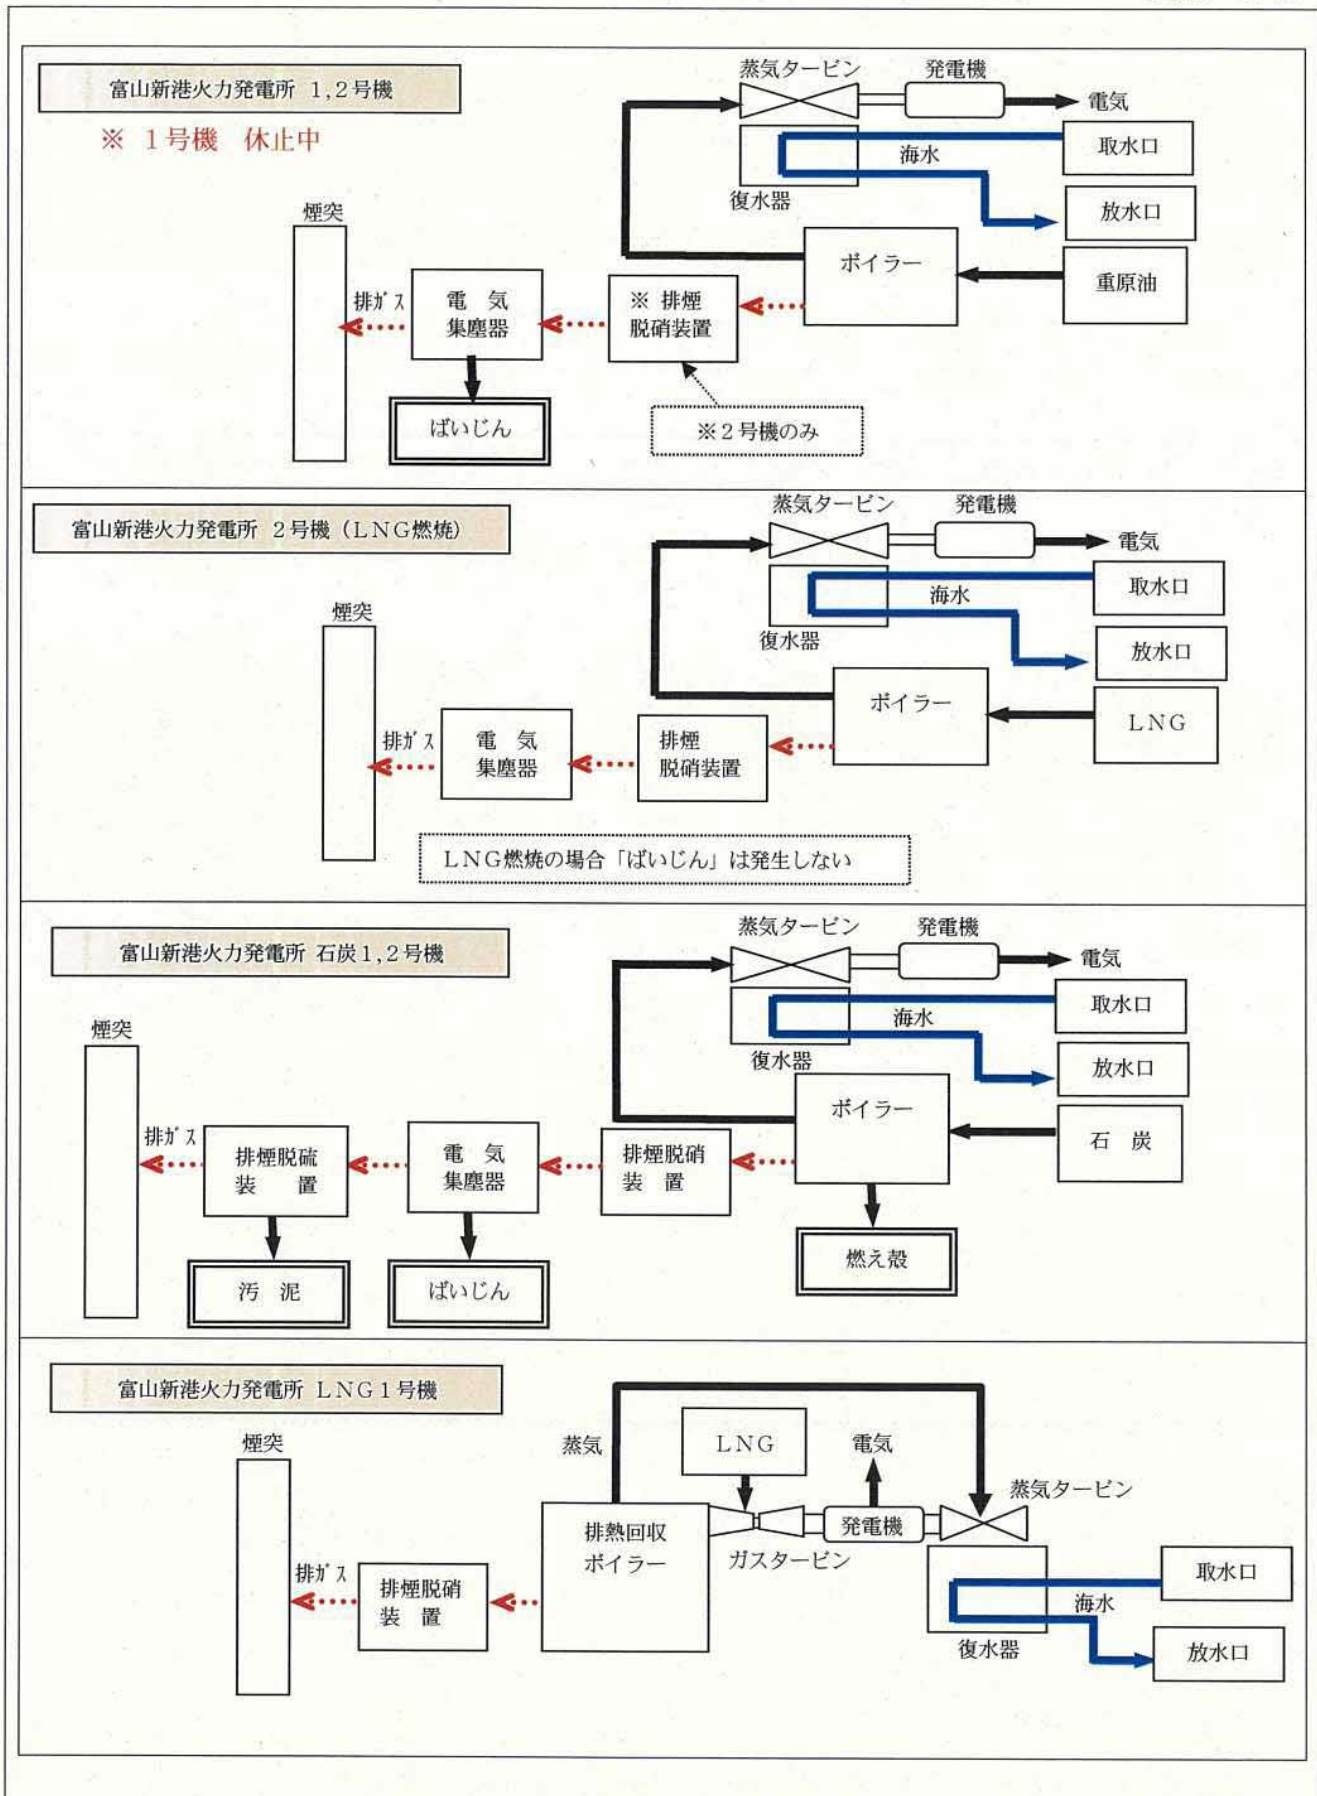 富山新港火力発電所 1,2号機
※ 1号機 休止中
蒸気タービン
発電機
電気
取水口
海水
復水器
放水口
煙突
ボイラー
重原油
排ガス
電 気
集塵器
※ 排煙
脱硝装置
ばいじん
※2号機のみ
富山新港火力発電所 2号機（LNG燃焼）
蒸気タービン
発電機
電気
取水口
海水
復水器
放水口
煙突
ボイラー
LNG
排ガス
電 気
集塵器
排煙
脱硝装置
LNG燃焼の場合「ばいじん」は発生しない
富山新港火力発電所 石炭1,2号機
蒸気タービン
発電機
電気
取水口
海水
復水器
放水口
煙突
ボイラー
石 炭
排ガス
排煙脱硫
装 置
電 気
集塵器
排煙脱硝
装 置
燃え殻
汚 泥
ばいじん
富山新港火力発電所 LNG1号機
煙突
蒸気
LNG
電気
蒸気タービン
排熱回収
ボイラー
ガスタービン
発電機
排ガス
排煙脱硝
装 置
取水口
海水
復水器
放水口